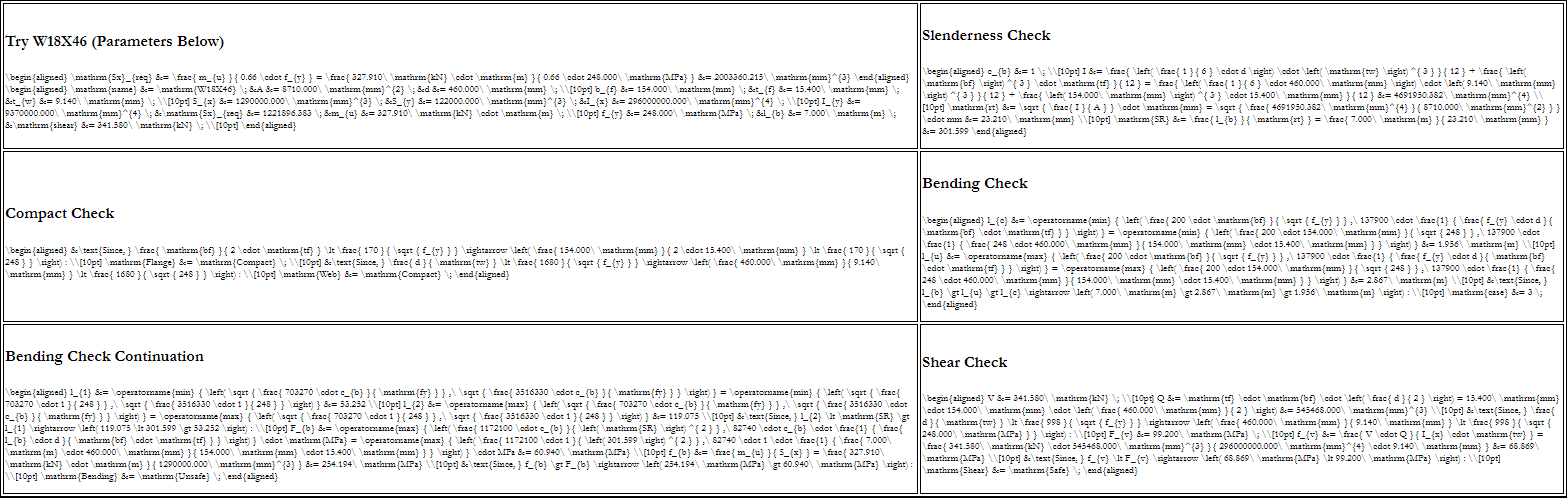 Try W18X46 (Parameters Below)
\begin{aligned} \mathrm{Sx}_{req} &= \frac{ m_{u} }{ 0.66 \cdot f_{y} } = \frac{ 327.910\ \mathrm{kN} \cdot \mathrm{m} }{ 0.66 \cdot 248.000\ \mathrm{MPa} } &= 2003360.215\ \mathrm{mm}^{3} \end{aligned}
\begin{aligned} \mathrm{name} &= \mathrm{W18X46} \; &A &= 8710.000\ \mathrm{mm}^{2} \; &d &= 460.000\ \mathrm{mm} \; \\[10pt] b_{f} &= 154.000\ \mathrm{mm} \; &t_{f} &= 15.400\ \mathrm{mm} \;
&t_{w} &= 9.140\ \mathrm{mm} \; \\[10pt] S_{x} &= 1290000.000\ \mathrm{mm}^{3} \; &S_{y} &= 122000.000\ \mathrm{mm}^{3} \; &I_{x} &= 296000000.000\ \mathrm{mm}^{4} \; \\[10pt] I_{y} &=
9370000.000\ \mathrm{mm}^{4} \; &\mathrm{Sx}_{req} &= 1221896.383 \; &m_{u} &= 327.910\ \mathrm{kN} \cdot \mathrm{m} \; \\[10pt] f_{y} &= 248.000\ \mathrm{MPa} \; &l_{b} &= 7.000\ \mathrm{m} \;
&\mathrm{shear} &= 341.580\ \mathrm{kN} \; \\[10pt] \end{aligned}
Slenderness Check
\begin{aligned} c_{b} &= 1 \; \\[10pt] I &= \frac{ \left( \frac{ 1 }{ 6 } \cdot d \right) \cdot \left( \mathrm{tw} \right) ^{ 3 } }{ 12 } + \frac{ \left(
\mathrm{bf} \right) ^{ 3 } \cdot \mathrm{tf} }{ 12 } = \frac{ \left( \frac{ 1 }{ 6 } \cdot 460.000\ \mathrm{mm} \right) \cdot \left( 9.140\ \mathrm{mm}
\right) ^{ 3 } }{ 12 } + \frac{ \left( 154.000\ \mathrm{mm} \right) ^{ 3 } \cdot 15.400\ \mathrm{mm} }{ 12 } &= 4691950.382\ \mathrm{mm}^{4} \\
[10pt] \mathrm{rt} &= \sqrt { \frac{ I }{ A } } \cdot \mathrm{mm} = \sqrt { \frac{ 4691950.382\ \mathrm{mm}^{4} }{ 8710.000\ \mathrm{mm}^{2} } }
\cdot mm &= 23.210\ \mathrm{mm} \\[10pt] \mathrm{SR} &= \frac{ l_{b} }{ \mathrm{rt} } = \frac{ 7.000\ \mathrm{m} }{ 23.210\ \mathrm{mm} }
&= 301.599 \end{aligned}
Compact Check
\begin{aligned} &\text{Since, } \frac{ \mathrm{bf} }{ 2 \cdot \mathrm{tf} } \lt \frac{ 170 }{ \sqrt { f_{y} } } \rightarrow \left( \frac{ 154.000\ \mathrm{mm} }{ 2 \cdot 15.400\ \mathrm{mm} } \lt \frac{ 170 }{ \sqrt {
248 } } \right) : \\[10pt] \mathrm{Flange} &= \mathrm{Compact} \; \\[10pt] &\text{Since, } \frac{ d }{ \mathrm{tw} } \lt \frac{ 1680 }{ \sqrt { f_{y} } } \rightarrow \left( \frac{ 460.000\ \mathrm{mm} }{ 9.140\
\mathrm{mm} } \lt \frac{ 1680 }{ \sqrt { 248 } } \right) : \\[10pt] \mathrm{Web} &= \mathrm{Compact} \; \end{aligned}
Bending Check
\begin{aligned} l_{c} &= \operatorname{min} { \left( \frac{ 200 \cdot \mathrm{bf} }{ \sqrt { f_{y} } } ,\ 137900 \cdot \frac{1} { \frac{ f_{y} \cdot d }{
\mathrm{bf} \cdot \mathrm{tf} } } \right) } = \operatorname{min} { \left( \frac{ 200 \cdot 154.000\ \mathrm{mm} }{ \sqrt { 248 } } ,\ 137900
\cdot \frac{1} { \frac{ 248 \cdot 460.000\ \mathrm{mm} }{ 154.000\ \mathrm{mm} \cdot 15.400\ \mathrm{mm} } } \right) } &= 1.956\ \mathrm{m} \\[10pt]
l_{u} &= \operatorname{max} { \left( \frac{ 200 \cdot \mathrm{bf} }{ \sqrt { f_{y} } } ,\ 137900 \cdot \frac{1} { \frac{ f_{y} \cdot d }{ \mathrm{bf}
\cdot \mathrm{tf} } } \right) } = \operatorname{max} { \left( \frac{ 200 \cdot 154.000\ \mathrm{mm} }{ \sqrt { 248 } } ,\ 137900 \cdot \frac{1} { \frac{
248 \cdot 460.000\ \mathrm{mm} }{ 154.000\ \mathrm{mm} \cdot 15.400\ \mathrm{mm} } } \right) } &= 2.867\ \mathrm{m} \\[10pt] &\text{Since, }
l_{b} \gt l_{u} \gt l_{c} \rightarrow \left( 7.000\ \mathrm{m} \gt 2.867\ \mathrm{m} \gt 1.956\ \mathrm{m} \right) : \\[10pt] \mathrm{case} &= 3 \;
\end{aligned}
Bending Check Continuation
\begin{aligned} l_{1} &= \operatorname{min} { \left( \sqrt { \frac{ 703270 \cdot c_{b} }{ \mathrm{fy} } } ,\ \sqrt { \frac{ 3516330 \cdot c_{b} }{ \mathrm{fy} } } \right) } = \operatorname{min} { \left( \sqrt { \frac{
703270 \cdot 1 }{ 248 } } ,\ \sqrt { \frac{ 3516330 \cdot 1 }{ 248 } } \right) } &= 53.252 \\[10pt] l_{2} &= \operatorname{max} { \left( \sqrt { \frac{ 703270 \cdot c_{b} }{ \mathrm{fy} } } ,\ \sqrt { \frac{ 3516330 \cdot
c_{b} }{ \mathrm{fy} } } \right) } = \operatorname{max} { \left( \sqrt { \frac{ 703270 \cdot 1 }{ 248 } } ,\ \sqrt { \frac{ 3516330 \cdot 1 }{ 248 } } \right) } &= 119.075 \\[10pt] &\text{Since, } l_{2} \lt \mathrm{SR} \gt
l_{1} \rightarrow \left( 119.075 \lt 301.599 \gt 53.252 \right) : \\[10pt] F_{b} &= \operatorname{max} { \left( \frac{ 1172100 \cdot c_{b} }{ \left( \mathrm{SR} \right) ^{ 2 } } ,\ 82740 \cdot c_{b} \cdot \frac{1} { \frac{
l_{b} \cdot d }{ \mathrm{bf} \cdot \mathrm{tf} } } \right) } \cdot \mathrm{MPa} = \operatorname{max} { \left( \frac{ 1172100 \cdot 1 }{ \left( 301.599 \right) ^{ 2 } } ,\ 82740 \cdot 1 \cdot \frac{1} { \frac{ 7.000\
\mathrm{m} \cdot 460.000\ \mathrm{mm} }{ 154.000\ \mathrm{mm} \cdot 15.400\ \mathrm{mm} } } \right) } \cdot MPa &= 60.940\ \mathrm{MPa} \\[10pt] f_{b} &= \frac{ m_{u} }{ S_{x} } = \frac{ 327.910\
\mathrm{kN} \cdot \mathrm{m} }{ 1290000.000\ \mathrm{mm}^{3} } &= 254.194\ \mathrm{MPa} \\[10pt] &\text{Since, } f_{b} \gt F_{b} \rightarrow \left( 254.194\ \mathrm{MPa} \gt 60.940\ \mathrm{MPa} \right) :
\\[10pt] \mathrm{Bending} &= \mathrm{Unsafe} \; \end{aligned}
Shear Check
\begin{aligned} V &= 341.580\ \mathrm{kN} \; \\[10pt] Q &= \mathrm{tf} \cdot \mathrm{bf} \cdot \left( \frac{ d }{ 2 } \right) = 15.400\ \mathrm{mm}
\cdot 154.000\ \mathrm{mm} \cdot \left( \frac{ 460.000\ \mathrm{mm} }{ 2 } \right) &= 545468.000\ \mathrm{mm}^{3} \\[10pt] &\text{Since, } \frac{
d }{ \mathrm{tw} } \lt \frac{ 998 }{ \sqrt { f_{y} } } \rightarrow \left( \frac{ 460.000\ \mathrm{mm} }{ 9.140\ \mathrm{mm} } \lt \frac{ 998 }{ \sqrt {
248.000\ \mathrm{MPa} } } \right) : \\[10pt] F_{v} &= 99.200\ \mathrm{MPa} \; \\[10pt] f_{v} &= \frac{ V \cdot Q }{ I_{x} \cdot \mathrm{tw} } =
\frac{ 341.580\ \mathrm{kN} \cdot 545468.000\ \mathrm{mm}^{3} }{ 296000000.000\ \mathrm{mm}^{4} \cdot 9.140\ \mathrm{mm} } &= 68.869\
\mathrm{MPa} \\[10pt] &\text{Since, } f_{v} \lt F_{v} \rightarrow \left( 68.869\ \mathrm{MPa} \lt 99.200\ \mathrm{MPa} \right) : \\[10pt]
\mathrm{Shear} &= \mathrm{Safe} \; \end{aligned}